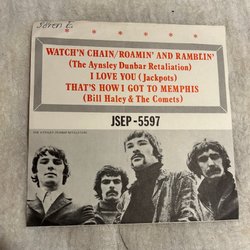 Søren E.
WATCH'N CHAIN/ROAMIN' AND RAMBLIN'
(The Aynsley Dunbar Retaliation)
I LOVE YOU (Jackpots)
THAT'S HOW I GOT TO MEMPHIS
(Bill Haley & The Comets)
JSEP-5597
THE AYNSLEY DUNBAR RETALIATION